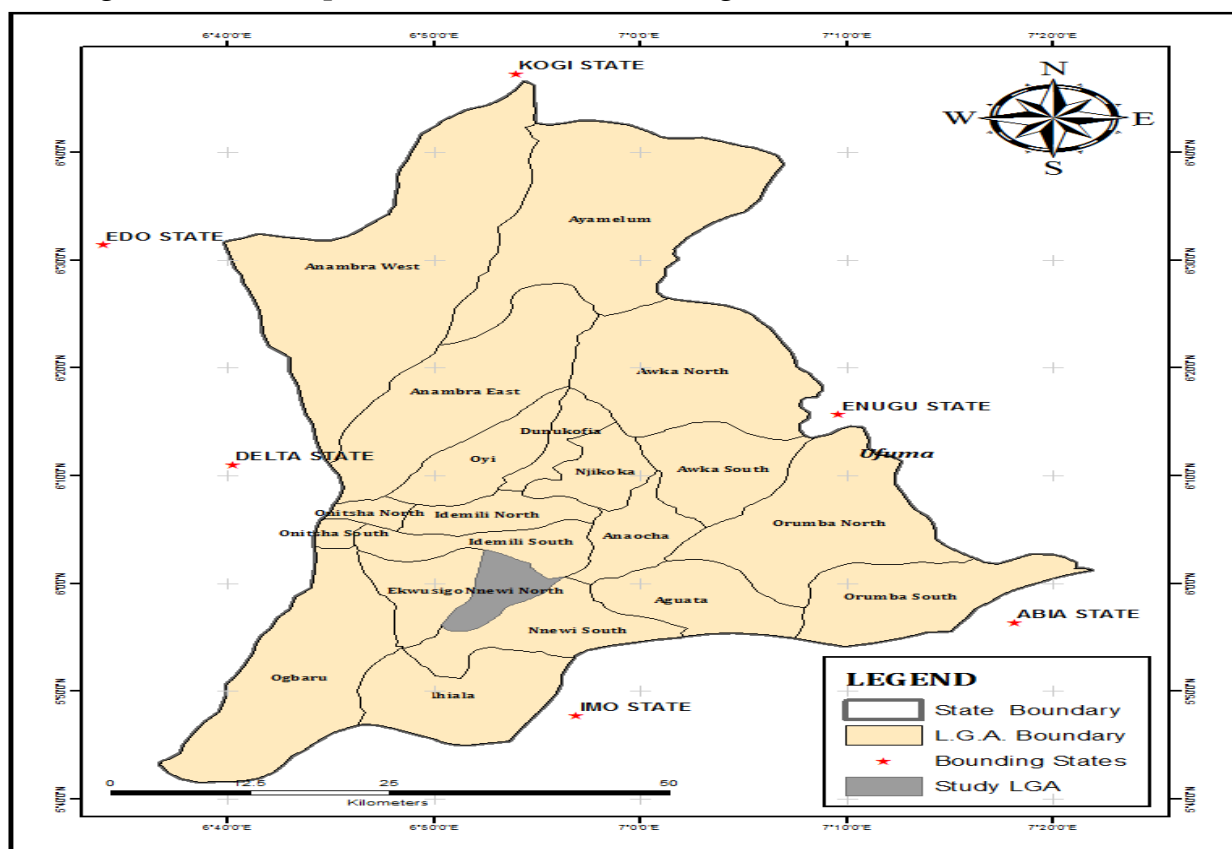 6°40'0"E 6°50'0"E 7°0'0"E 7°10'0"E 7°20'0"E
KOGI STATE
N
W E
S
6°40'0"N 6°40'0"N
Ayamelum
EDO STATE
Anambra West
6°30'0"N 6°30'0"N
6°20'0"N 6°20'0"N
Awka North
Anambra East
ENUGU STATE
Dunukofia
Ufuma
DELTA STATE
Oyi
Njikoka
Awka South
6°10'0"N 6°10'0"N
Onitsha North
Idemili North
Orumba North
Onitsha South
Anaocha
Idemili South
6°0'0"N 6°0'0"N
Ekwusigo Nnewi North
Aguata
Orumba South
ABIA STATE
Nnewi South
Ogbaru
Ihiala
5°50'0"N 5°50'0"N
IMO STATE
LEGEND
State Boundary
L.G.A. Boundary
Bounding States
Study LGA
0 12.5 25 50
Kilometers
5°40'0"N 5°40'0"N
6°40'0"E 6°50'0"E 7°0'0"E 7°10'0"E 7°20'0"E